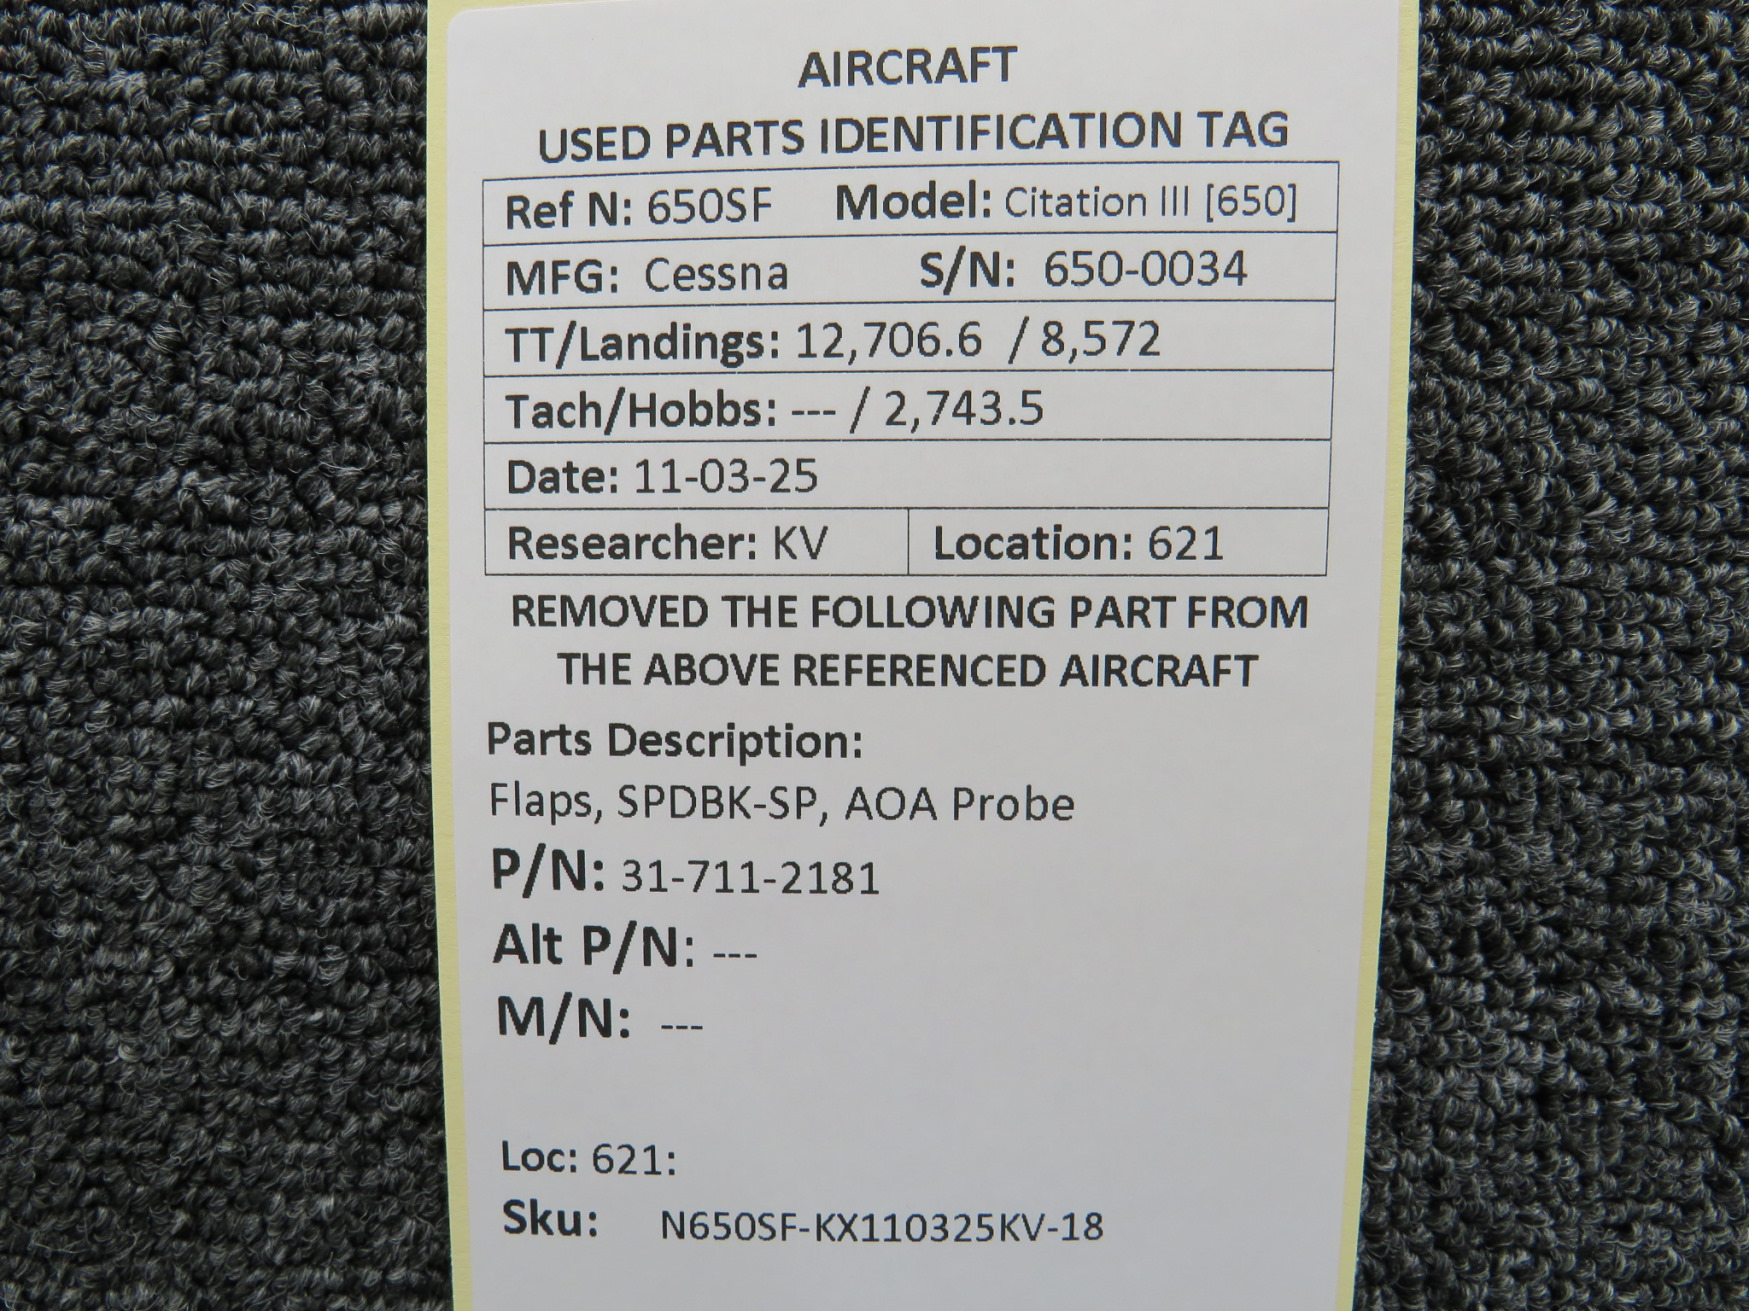 AIRCRAFT
USED PARTS IDENTIFICATION TAG
Ref N: 650SF Model: Citation III [650]
MFG: Cessna S/N: 650-0034
TT/Landings: 12,706.6 / 8,572
Tach/Hobbs: --- / 2,743.5
Date: 11-03-25
Researcher: KV Location: 621
REMOVED THE FOLLOWING PART FROM
THE ABOVE REFERENCED AIRCRAFT
Parts Description:
Flaps, SPDBK-SP, AOA Probe
P/N: 31-711-2181
Alt P/N: ---
M/N: ---
Loc: 621:
Sku: N650SF-KX110325KV-18